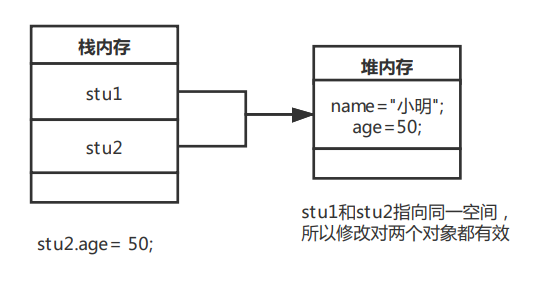 栈内存
stu1
stu2
stu2.age= 50;
堆内存
name="小明";
age=50;
stu1和stu2指向同一空间，
所以修改对两个对象都有效